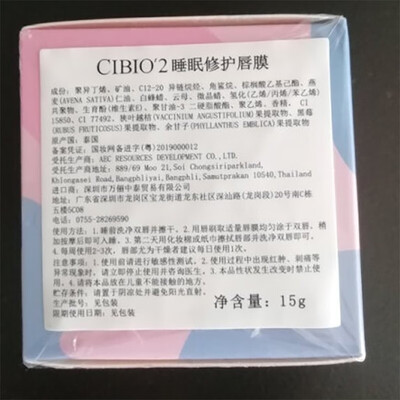 CIBIO'2 睡眠修护唇膜
成份：聚异丁烯、矿油、C12-20 异链烷烃、角鲨烷、棕榈酸乙基己酯、燕
麦(AVENA SATIVA)仁油、白蜂蜡、云母、微晶蜡、氢化(乙烯/丙烯/苯乙烯)
共聚物、生育酚(维生素E)、聚甘油-3 二硬脂酸酯、聚乙烯、香精、CI
15850、CI 77492、狭叶越桔(VACCINIUM ANGUSTIFOLIUM)果提取物、黑莓
(RUBUS FRUTICOSUS)果提取物、余甘子(PHYLLANTHUS EMBLICA)果提取物
原产国：泰国
备案凭证：国妆网备进字(粤)2019000012
受托生产商：AEC RESOURCES DEVELOPMENT CO.,LTD.
受托生产商地址：99 Moo 21,Soi Chongsiriparkland,
Khlongasei Road,Bangphliyai,Bangphli,Samutprakan 10540,Thailand
进口商：深圳市万俪中泰贸易有限公司
地址：广东省深圳市龙岗区宝龙街道龙东社区深汕路(龙岗段)20号南C栋
五楼5C08
电话：0755-28269590
使用方法：1.睡前洗净双唇并擦干。2.用唇刷取适量唇膜均匀涂于双唇，稍
加按摩后即可入睡。3.第二天用化妆棉或纸巾擦拭唇部并洗净双唇即可。
4.每周使用2-3次，唇部尤为干燥者建议每日使用1次。
注意事项：1.使用前请进行敏感性测试。2.使用过程中出现红肿、刺痛等
异常现象时，请立即停止使用并咨询医生。3.本品性状发生改变时禁止使
用。4.请将本品放在儿童不能接触的地方。
贮存条件：请置于阴凉处并避免阳光直射。
生产批号：见包装
限期使用日期：见包装
净含量：15g